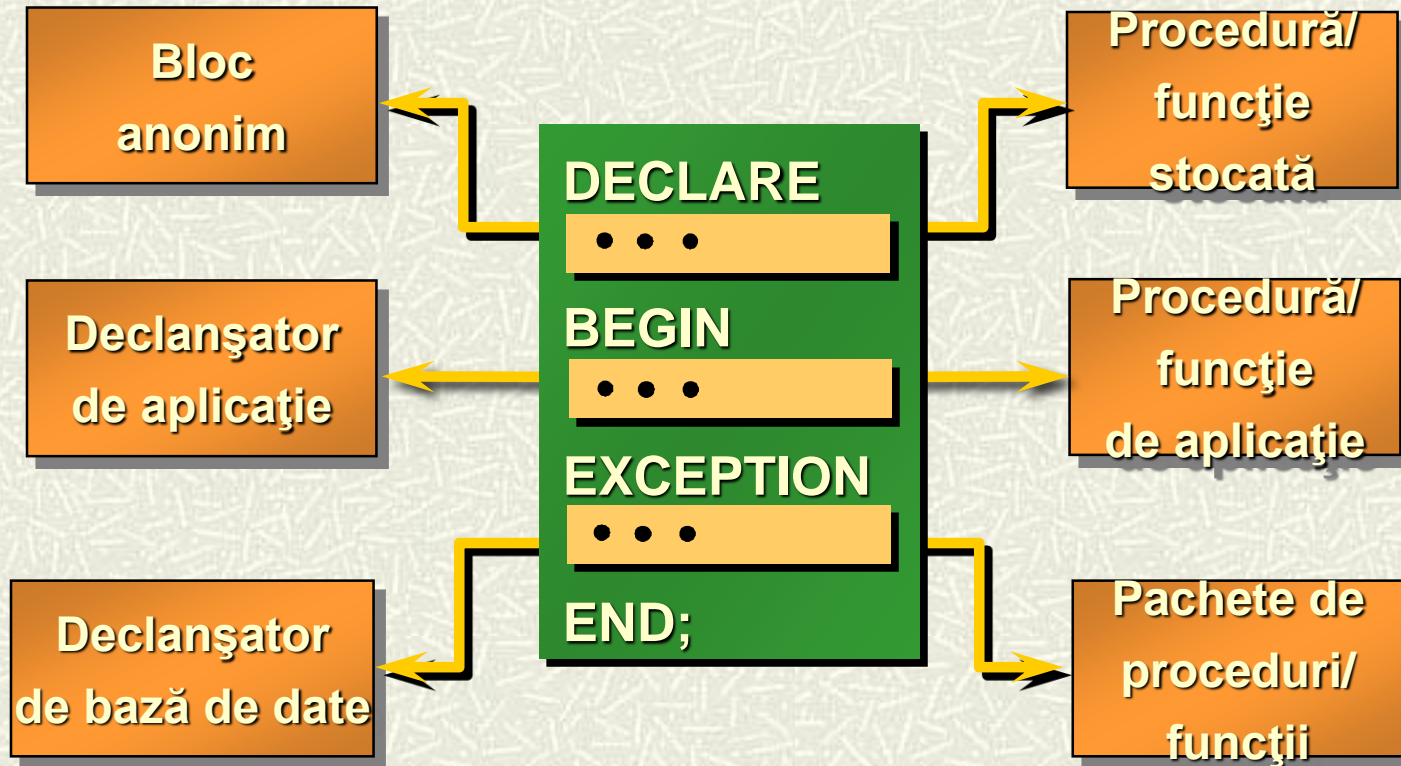 Bloc
anonim
Declanşator
de aplicaţie
Declanşator
de bază de date
DECLARE
• • •
BEGIN
• • •
EXCEPTION
• • •
END;
Procedură/
funcţie
stocată
Procedură/
funcţie
de aplicaţie
Pachete de
proceduri/
funcţii